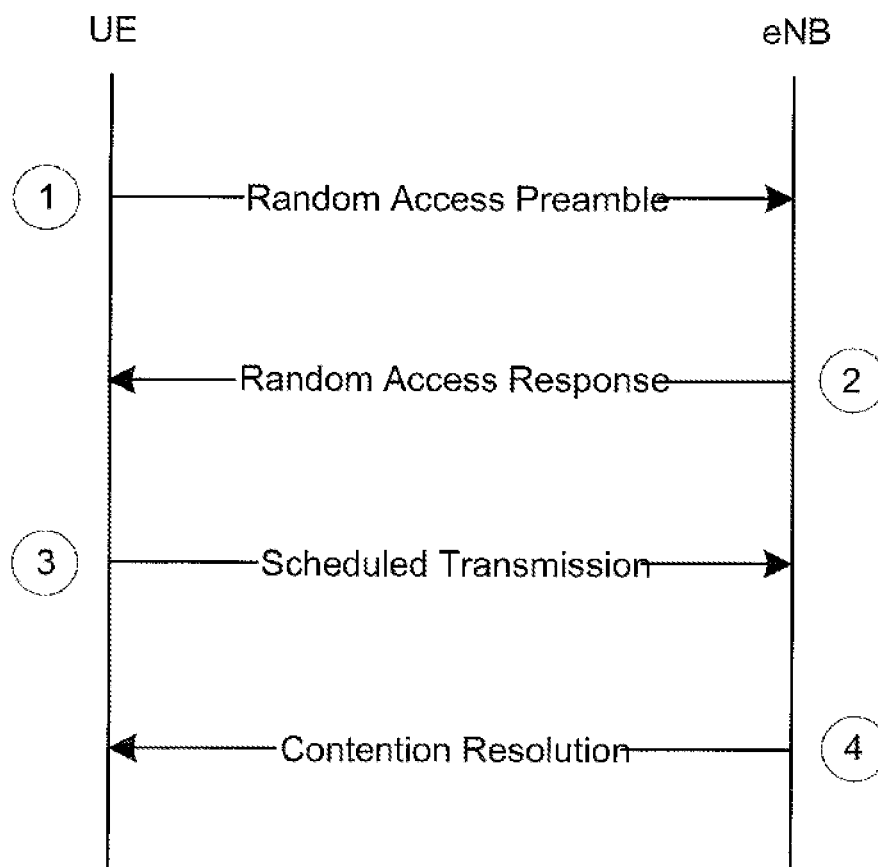 UE
eNB
1
Random Access Preamble
Random Access Response
2
3
Scheduled Transmission
Contention Resolution
4